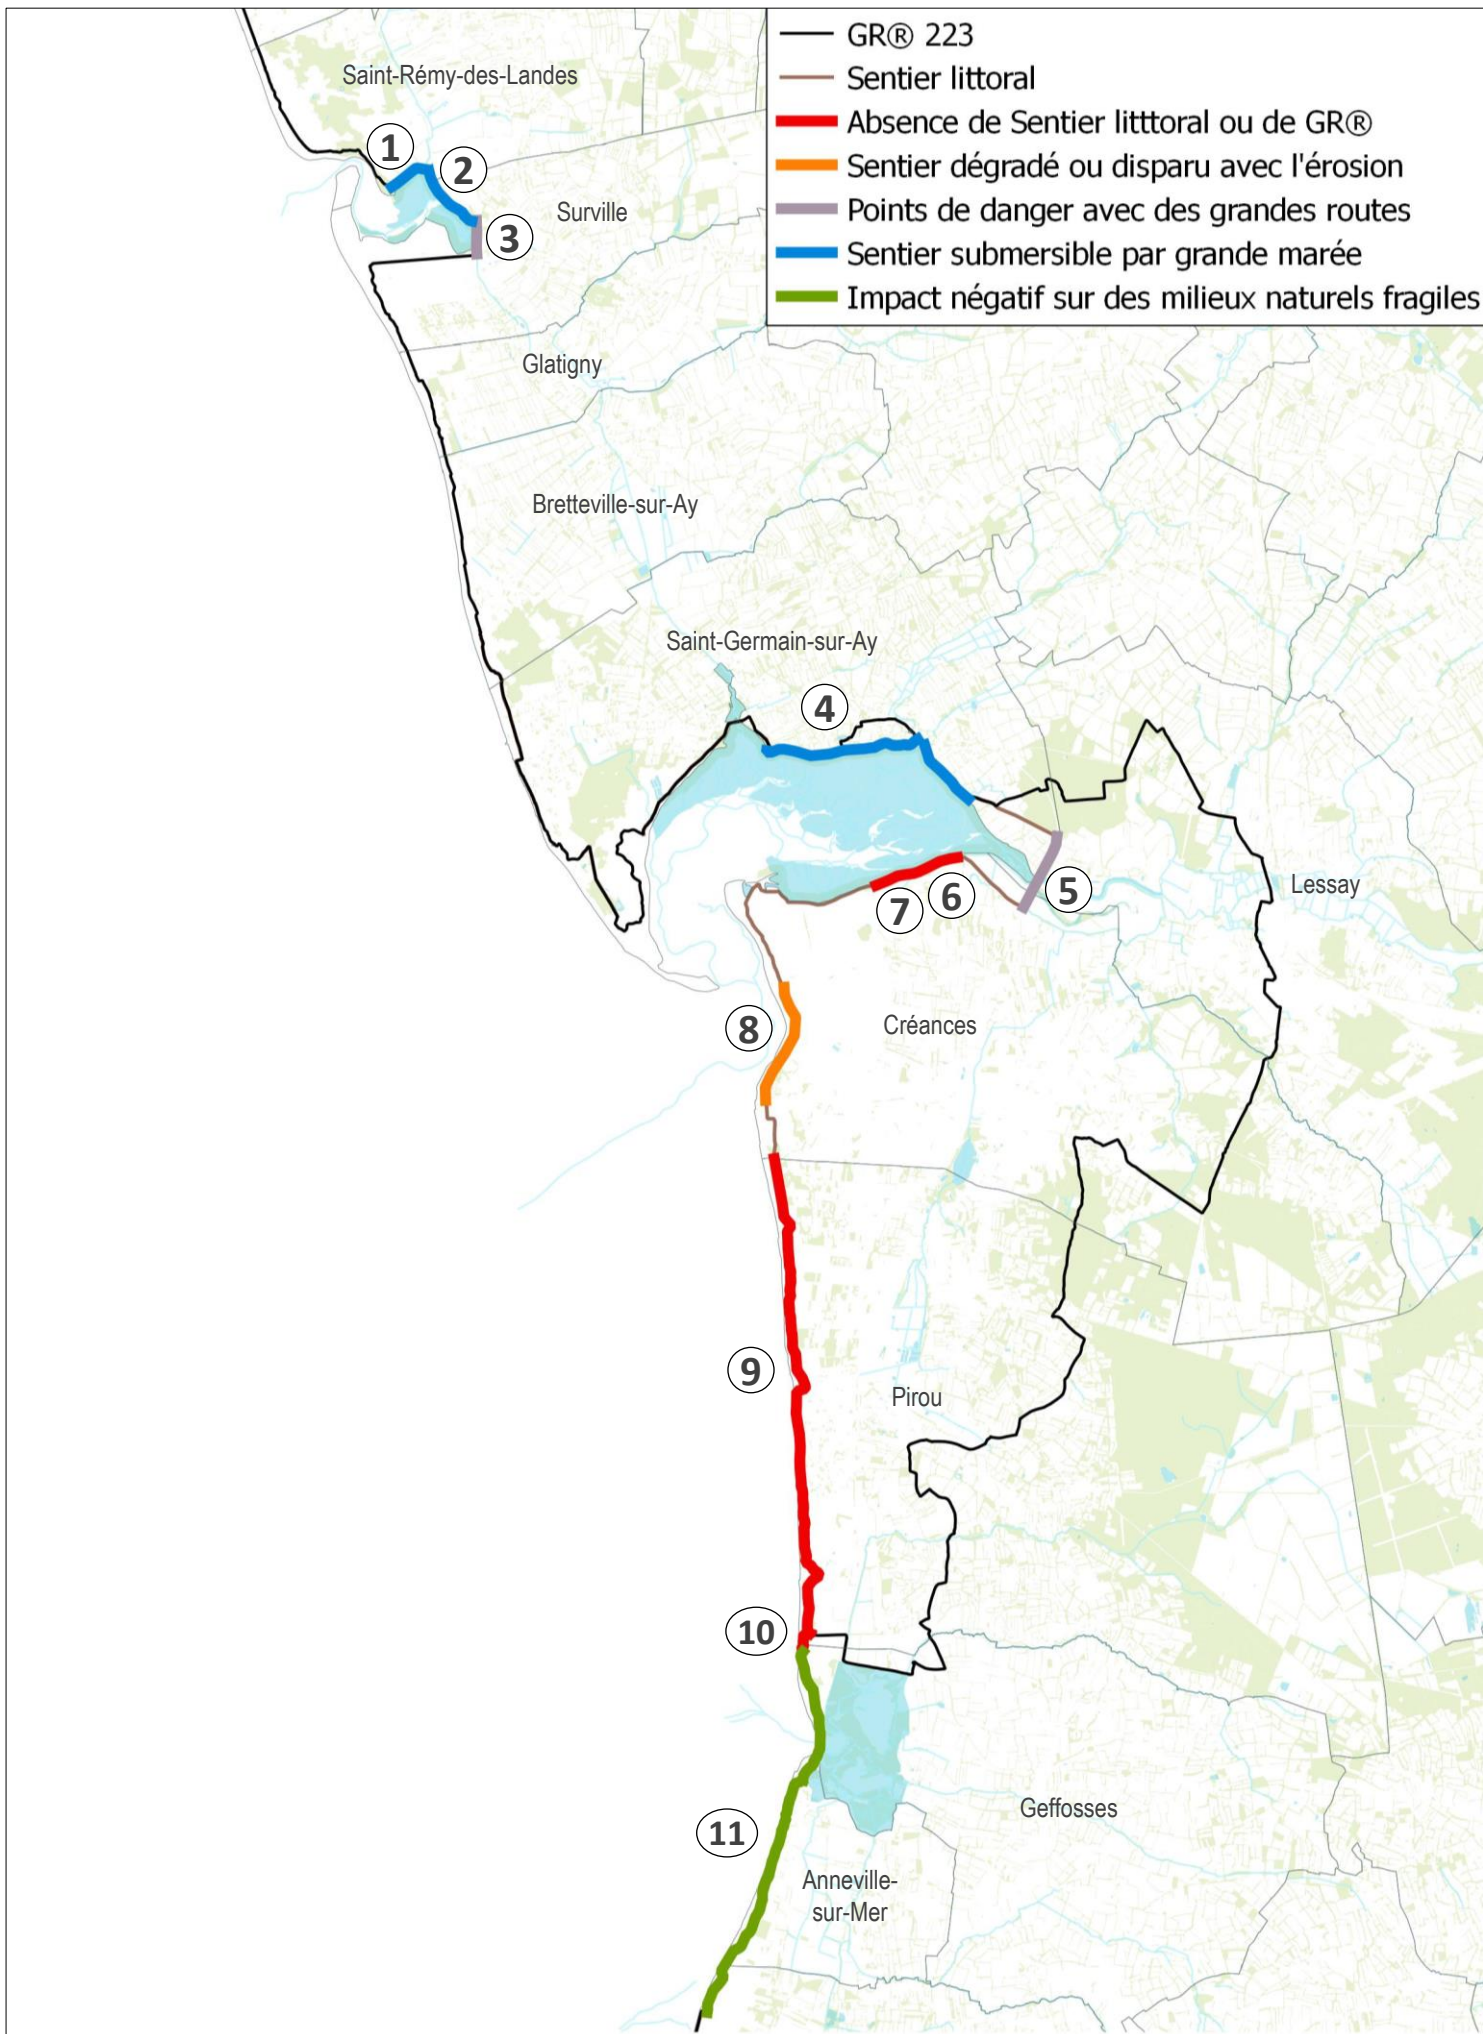 GR® 223
Sentier littoral
Absence de Sentier litttoral ou de GR®
Sentier dégradé ou disparu avec l'érosion
Points de danger avec des grandes routes
Sentier submersible par grande marée
Impact négatif sur des milieux naturels fragiles
Saint-Rémy-des-Landes
1
2
Surville
3
Glatigny
Bretteville-sur-Ay
Saint-Germain-sur-Ay
4
Lessay
5
6
7
8
Créances
9
Pirou
10
Geffosses
11
Anneville-
sur-Mer